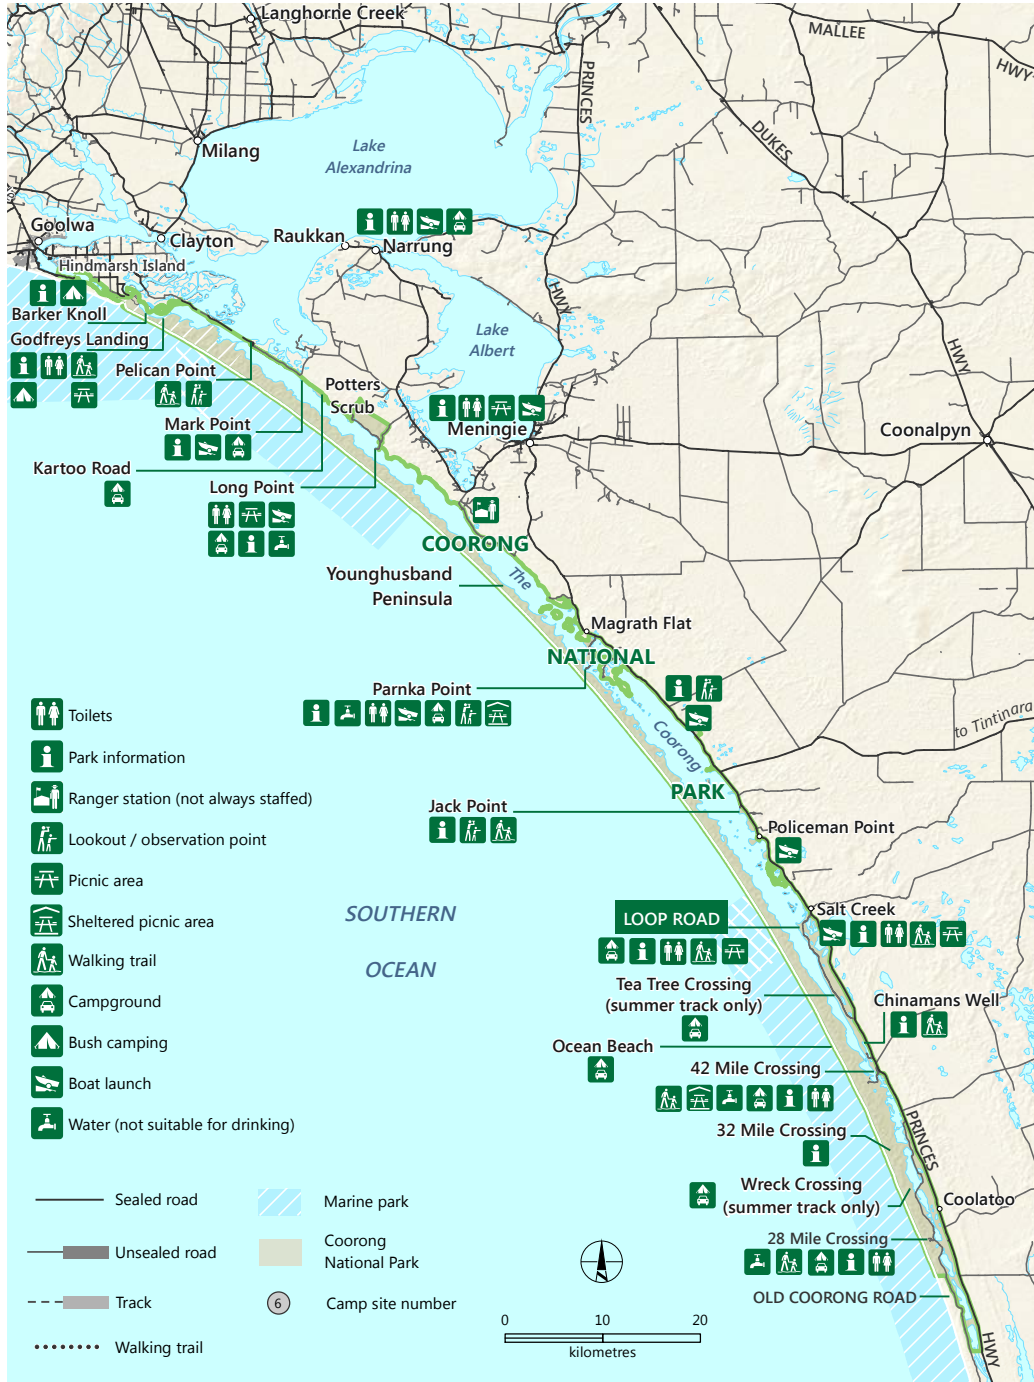 Langhorne Creek
MALLEE
HWY
PRINCES
DUKES
Milang
Lake
Alexandrina
Goolwa
Clayton
Raukkan
Narrung
Hindmarsh Island
HWY
Barker Knoll
Godfreys Landing
Lake
Albert
HWY
Pelican Point
Potters
Scrub
Mark Point
Meningie
Coonalpyn
Kartoo Road
Long Point
COORONG
The
Younghusband
Peninsula
Magrath Flat
NATIONAL
Parnka Point
Toilets
Coorong
to Tintinara
Park information
Ranger station (not always staffed)
PARK
Jack Point
Policeman Point
Lookout / observation point
Picnic area
Sheltered picnic area
SOUTHERN
OCEAN
LOOP ROAD
Salt Creek
Walking trail
Tea Tree Crossing
(summer track only)
Chinamans Well
Campground
Bush camping
Ocean Beach
42 Mile Crossing
Boat launch
Water (not suitable for drinking)
32 Mile Crossing
PRINCES
Wreck Crossing
(summer track only)
Coolatoo
Sealed road
Marine park
28 Mile Crossing
Unsealed road
Coorong
National Park
OLD COORONG ROAD
Track
6
Camp site number
0 10 20
kilometres
Walking trail
HWY